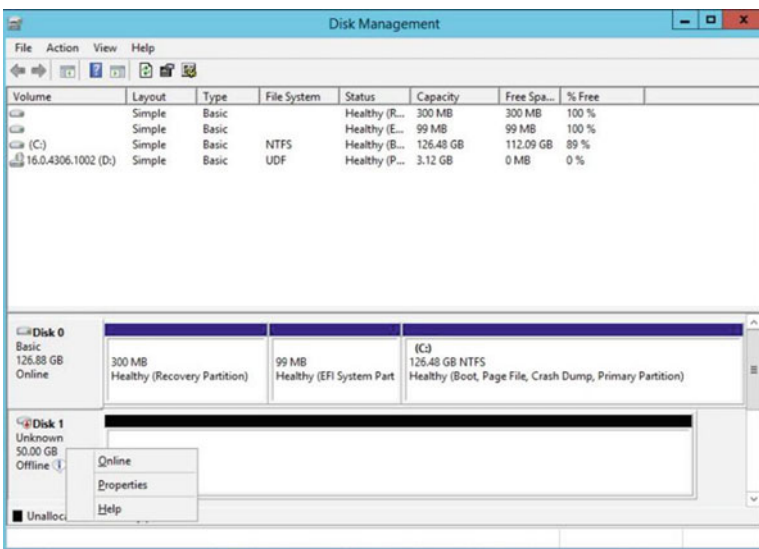 Disk Management
File Action View Help
Volume Layout Type File System Status Capacity Free Spa... % Free
Simple Basic Healthy (R... 300 MB 300 MB 100 %
Simple Basic Healthy (E... 99 MB 99 MB 100 %
(C:) Simple Basic NTFS Healthy (B... 126.48 GB 112.09 GB 89 %
16.0.4306.1002 (D:) Simple Basic UDF Healthy (P... 3.12 GB 0 MB 0 %
Disk 0
Basic
126.88 GB
Online
300 MB
Healthy (Recovery Partition)
99 MB
Healthy (EFI System Part
(C:)
126.48 GB NTFS
Healthy (Boot, Page File, Crash Dump, Primary Partition)
Disk 1
Unknown
50.00 GB
Offline
Online
Properties
Help
Unalloc